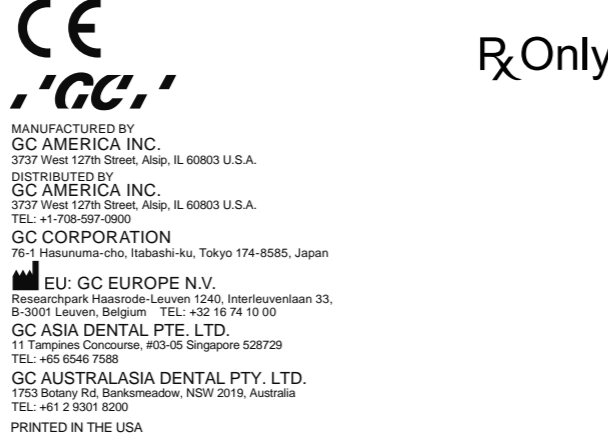 CE
℞ Only
'GC'
MANUFACTURED BY
GC AMERICA INC.
3737 West 127th Street, Alsip, IL 60803 U.S.A.
DISTRIBUTED BY
GC AMERICA INC.
3737 West 127th Street, Alsip, IL 60803 U.S.A.
TEL: +1-708-597-0900
GC CORPORATION
76-1 Hasunuma-cho, Itabashi-ku, Tokyo 174-8585, Japan
EU: GC EUROPE N.V.
Researchpark Haasrode-Leuven 1240, Interleuvenlaan 33,
B-3001 Leuven, Belgium TEL: +32 16 74 10 00
GC ASIA DENTAL PTE. LTD.
11 Tampines Concourse, #03-05 Singapore 528729
TEL: +65 6546 7588
GC AUSTRALASIA DENTAL PTY. LTD.
1753 Botany Rd, Banksmeadow, NSW 2019, Australia
TEL: +61 2 9301 8200
PRINTED IN THE USA